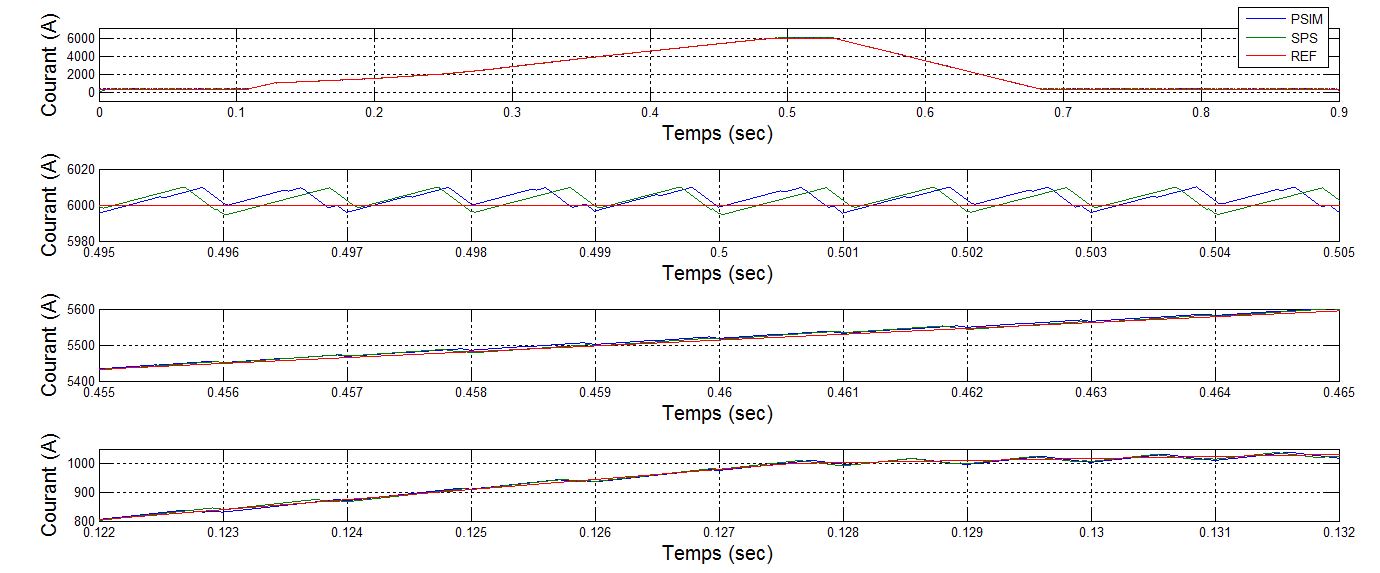 PSIM
SPS
REF
Courant (A)
6000
4000
2000
0
0 0.1 0.2 0.3 0.4 0.5 0.6 0.7 0.8 0.9
Temps (sec)
Courant (A)
6020
6000
5980
0.495 0.496 0.497 0.498 0.499 0.5 0.501 0.502 0.503 0.504 0.505
Temps (sec)
Courant (A)
5600
5500
5400
0.455 0.456 0.457 0.458 0.459 0.46 0.461 0.462 0.463 0.464 0.465
Temps (sec)
Courant (A)
1000
900
800
0.122 0.123 0.124 0.125 0.126 0.127 0.128 0.129 0.13 0.131 0.132
Temps (sec)